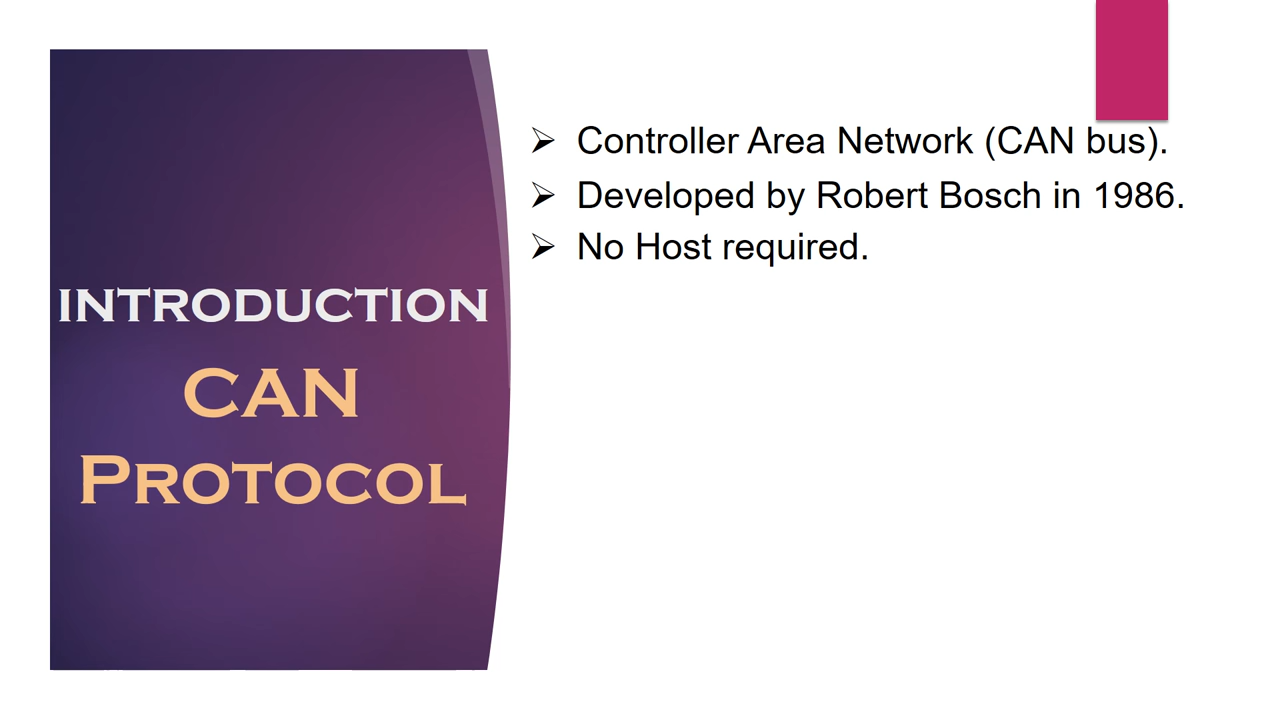 INTRODUCTION
CAN
PROTOCOL
Controller Area Network (CAN bus).
Developed by Robert Bosch in 1986.
No Host required.